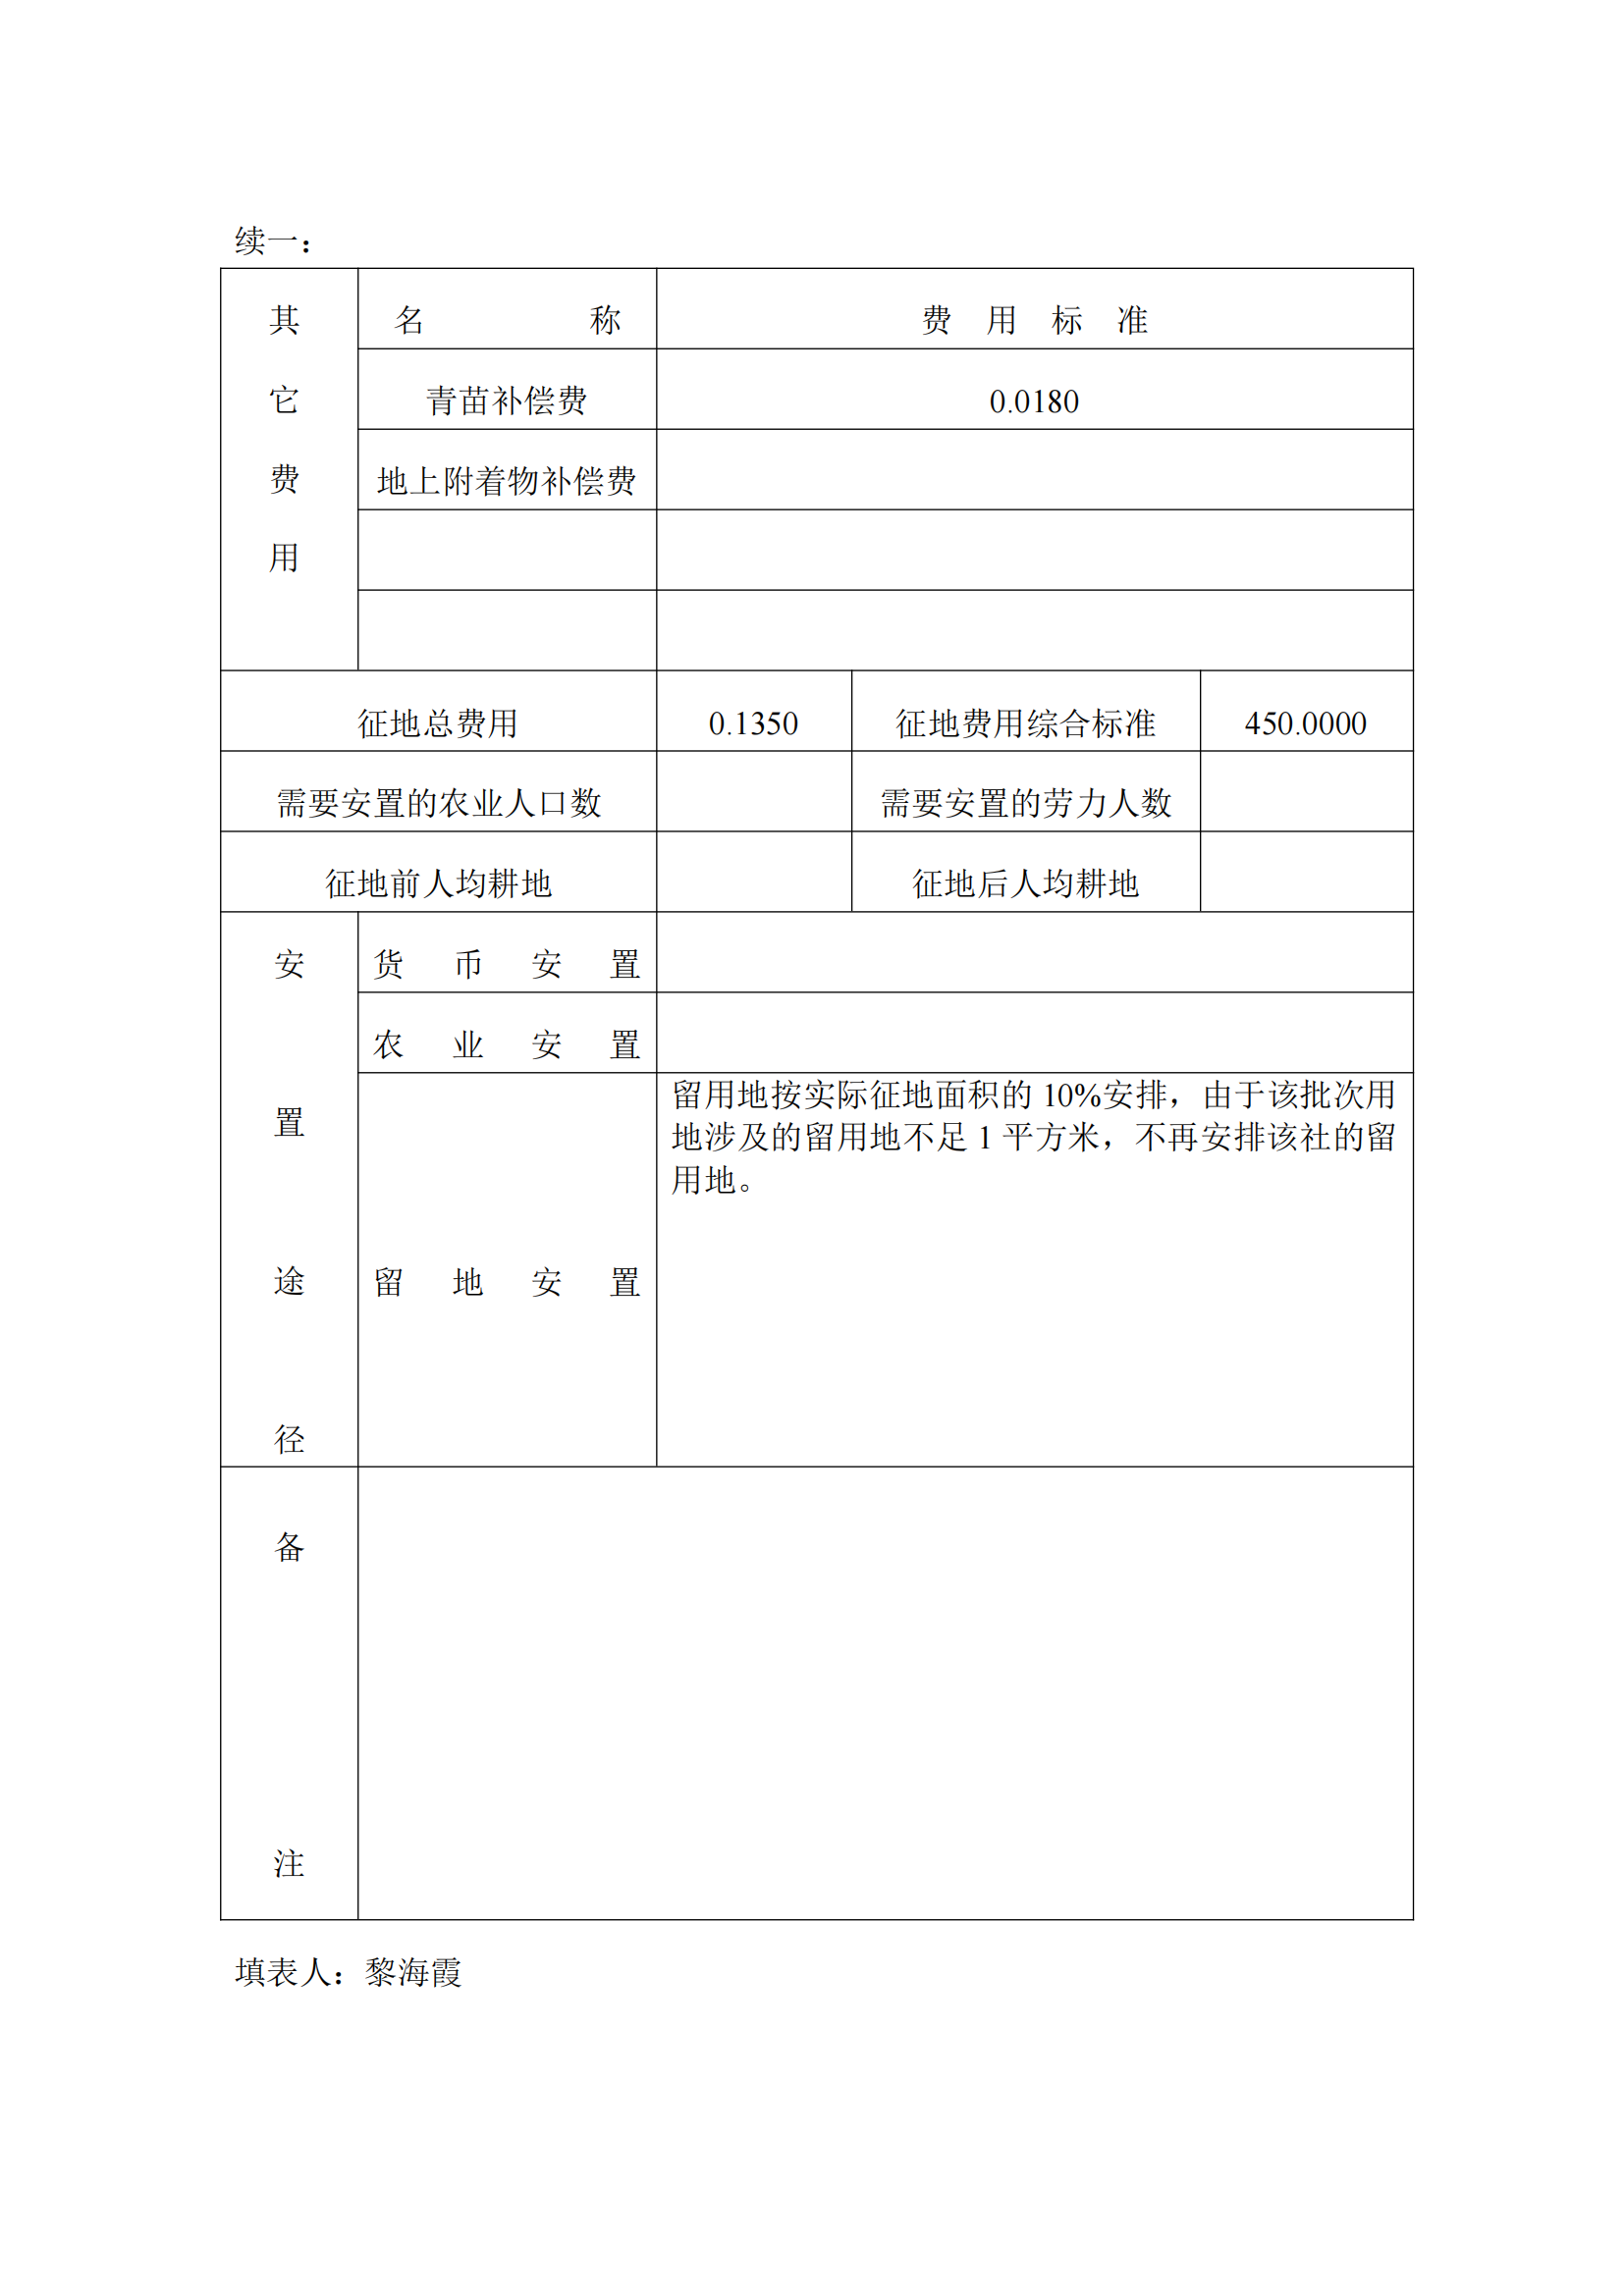 续一：
其它费用
名称 费用标准
青苗补偿费 0.0180
地上附着物补偿费
征地总费用 0.1350 征地费用综合标准 450.0000
需要安置的农业人口数 需要安置的劳力人数
征地前人均耕地 征地后人均耕地
安置途径
货币安置
农业安置
留地安置
留用地按实际征地面积的 10%安排，由于该批次用
地涉及的留用地不足 1 平方米，不再安排该社的留
用地。
备注
填表人：黎海霞